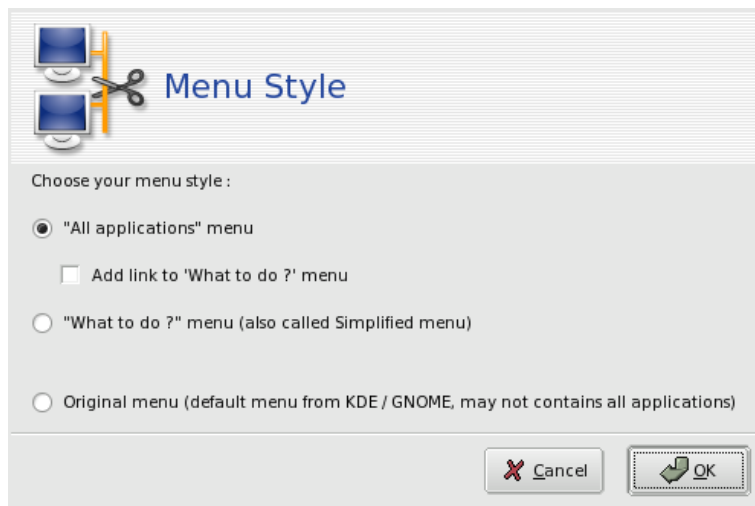 Menu Style
Choose your menu style :
"All applications" menu
Add link to 'What to do ?' menu
"What to do ?" menu (also called Simplified menu)
Original menu (default menu from KDE / GNOME, may not contains all applications)
Cancel
OK